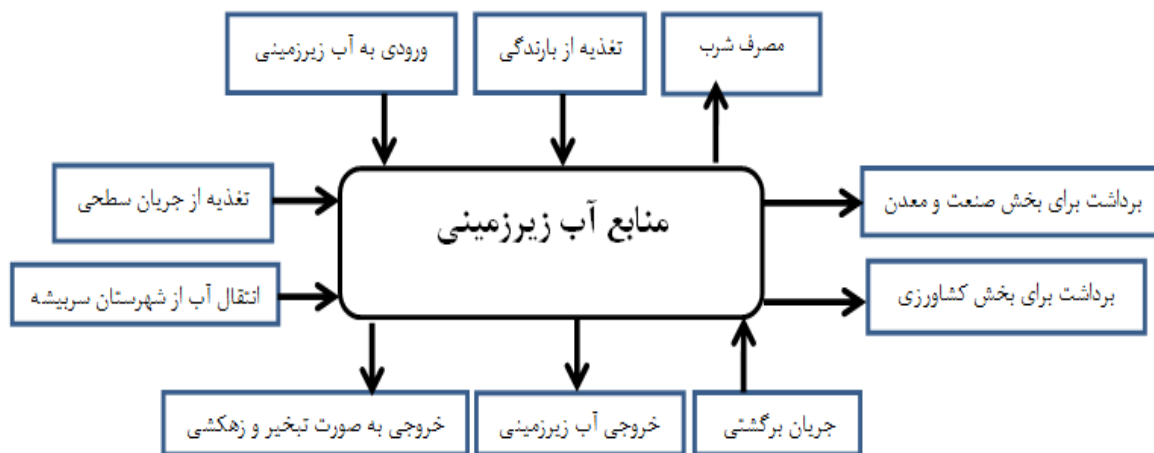 مصرف شرب
تغذیه از بارندگی
ورودی به آب زیرزمینی
برداشت برای بخش صنعت و معدن
منابع آب زیرزمینی
تغذیه از جریان سطحی
برداشت برای بخش کشاورزی
انتقال آب از شهرستان سربیشه
جریان برگشتی
خروجی آب زیرزمینی
خروجی به صورت تبخیر و زهکشی